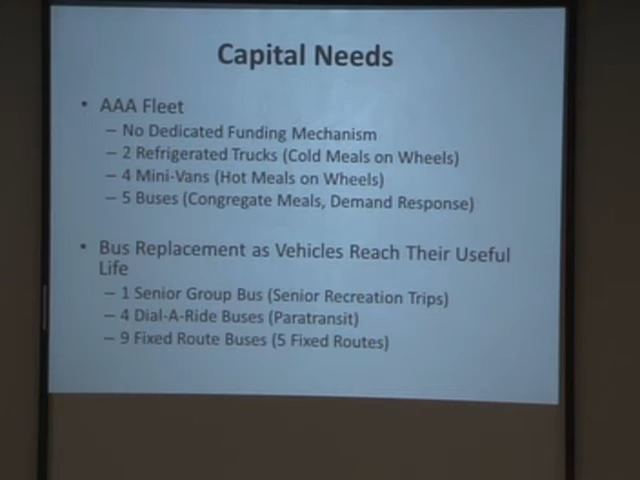 Capital Needs
• AAA Fleet
– No Dedicated Funding Mechanism
– 2 Refrigerated Trucks (Cold Meals on Wheels)
– 4 Mini-Vans (Hot Meals on Wheels)
– 5 Buses (Congregate Meals, Demand Response)
• Bus Replacement as Vehicles Reach Their Useful
Life
– 1 Senior Group Bus (Senior Recreation Trips)
– 4 Dial-A-Ride Buses (Paratransit)
– 9 Fixed Route Buses (5 Fixed Routes)